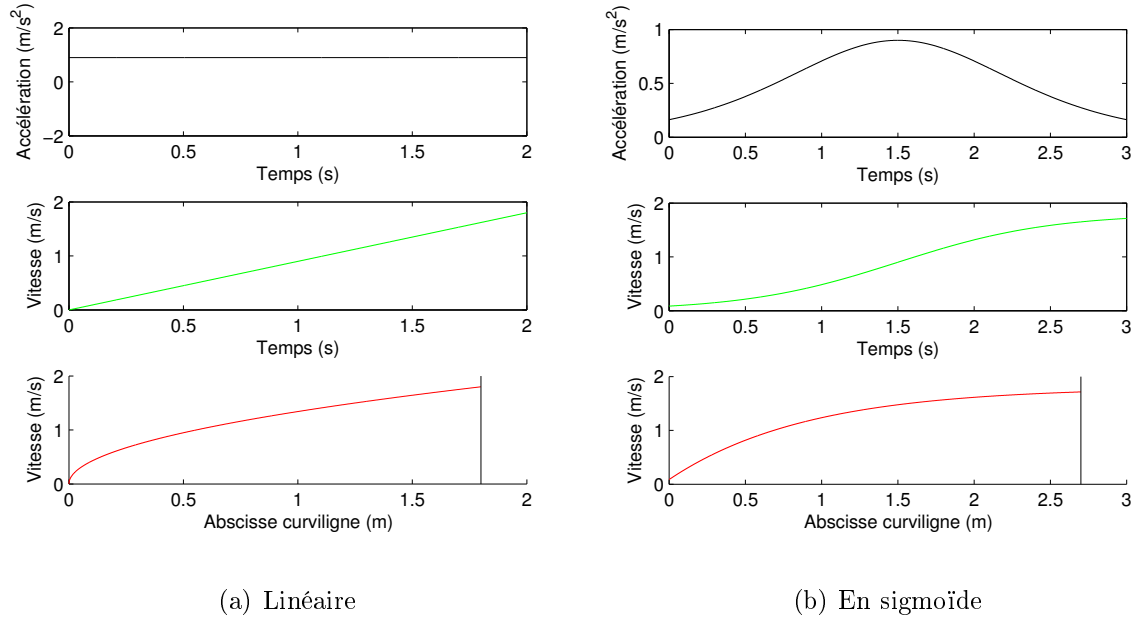 Accélération (m/s²)
2
0
−2
0 0.5 1 1.5 2
Temps (s)
Vitesse (m/s)
2
1
0
0 0.5 1 1.5 2
Temps (s)
Vitesse (m/s)
2
1
0
0 0.5 1 1.5 2
Abscisse curviligne (m)
(a) Linéaire
Accélération (m/s²)
1
0.5
0
0 0.5 1 1.5 2 2.5 3
Temps (s)
Vitesse (m/s)
2
1
0
0 0.5 1 1.5 2 2.5 3
Temps (s)
Vitesse (m/s)
2
1
0
0 0.5 1 1.5 2 2.5 3
Abscisse curviligne (m)
(b) En sigmoïde